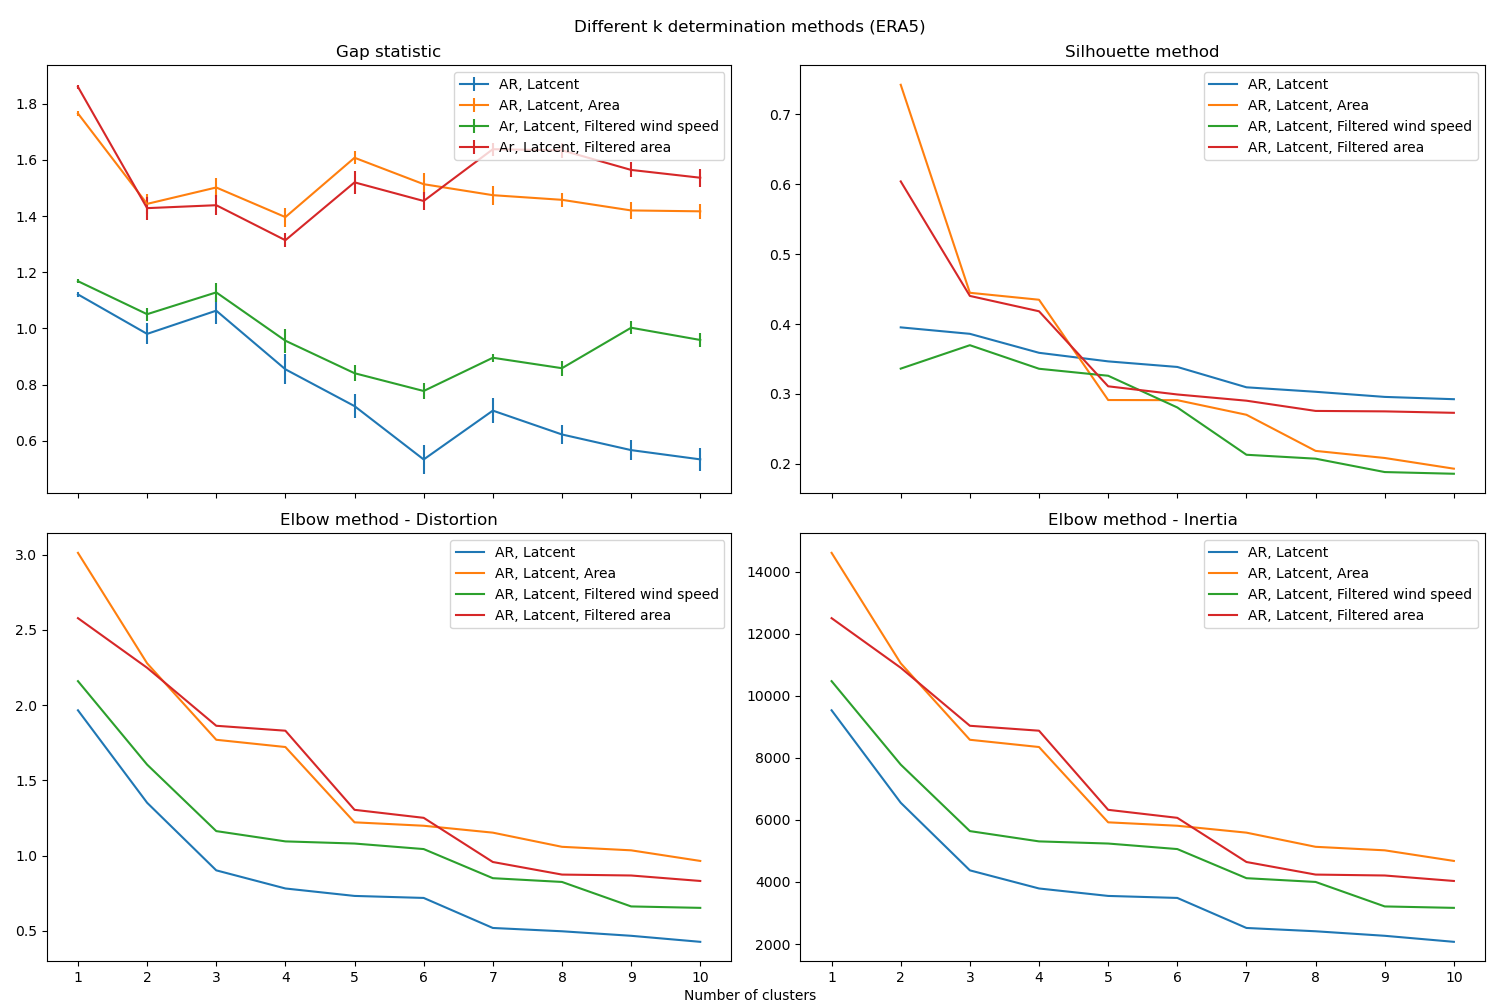 Different k determination methods (ERA5)
Gap statistic
AR, Latcent
AR, Latcent, Area
Ar, Latcent, Filtered wind speed
Ar, Latcent, Filtered area
1.8
1.6
1.4
1.2
1.0
0.8
0.6
Silhouette method
AR, Latcent
AR, Latcent, Area
AR, Latcent, Filtered wind speed
AR, Latcent, Filtered area
0.7
0.6
0.5
0.4
0.3
0.2
Elbow method - Distortion
AR, Latcent
AR, Latcent, Area
AR, Latcent, Filtered wind speed
AR, Latcent, Filtered area
3.0
2.5
2.0
1.5
1.0
0.5
1 2 3 4 5 6 7 8 9 10
Elbow method - Inertia
AR, Latcent
AR, Latcent, Area
AR, Latcent, Filtered wind speed
AR, Latcent, Filtered area
14000
12000
10000
8000
6000
4000
2000
1 2 3 4 5 6 7 8 9 10
Number of clusters